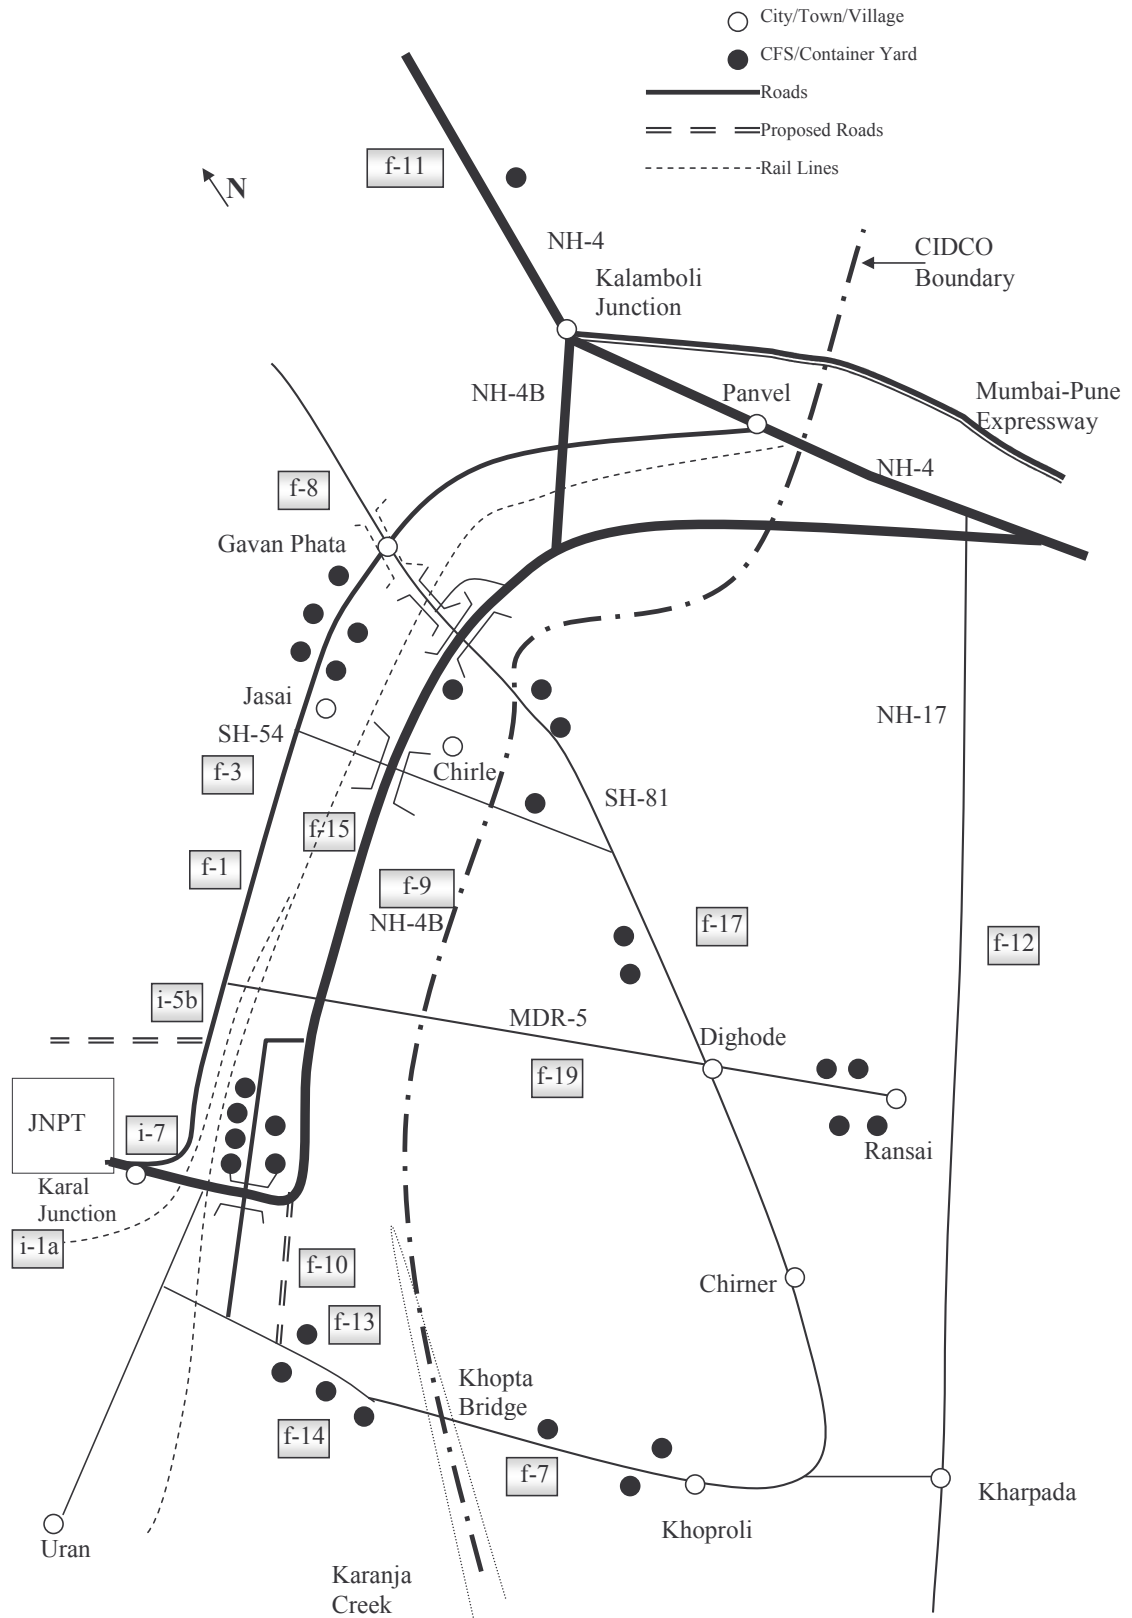 City/Town/Village
CFS/Container Yard
Roads
Proposed Roads
Rail Lines
f-11
N
NH-4
CIDCO
Boundary
Kalamboli
Junction
NH-4B
Panvel
Mumbai-Pune
Expressway
NH-4
f-8
Gavan Phata
Jasai
NH-17
SH-54
Chirle
f-3
SH-81
f-15
f-1
f-9
NH-4B
f-17
f-12
i-5b
MDR-5
Dighode
f-19
JNPT
i-7
Ransai
Karal
Junction
i-1a
f-10
Chirner
f-13
Khopta
Bridge
f-14
f-7
Kharpada
Khoproli
Uran
Karanja
Creek